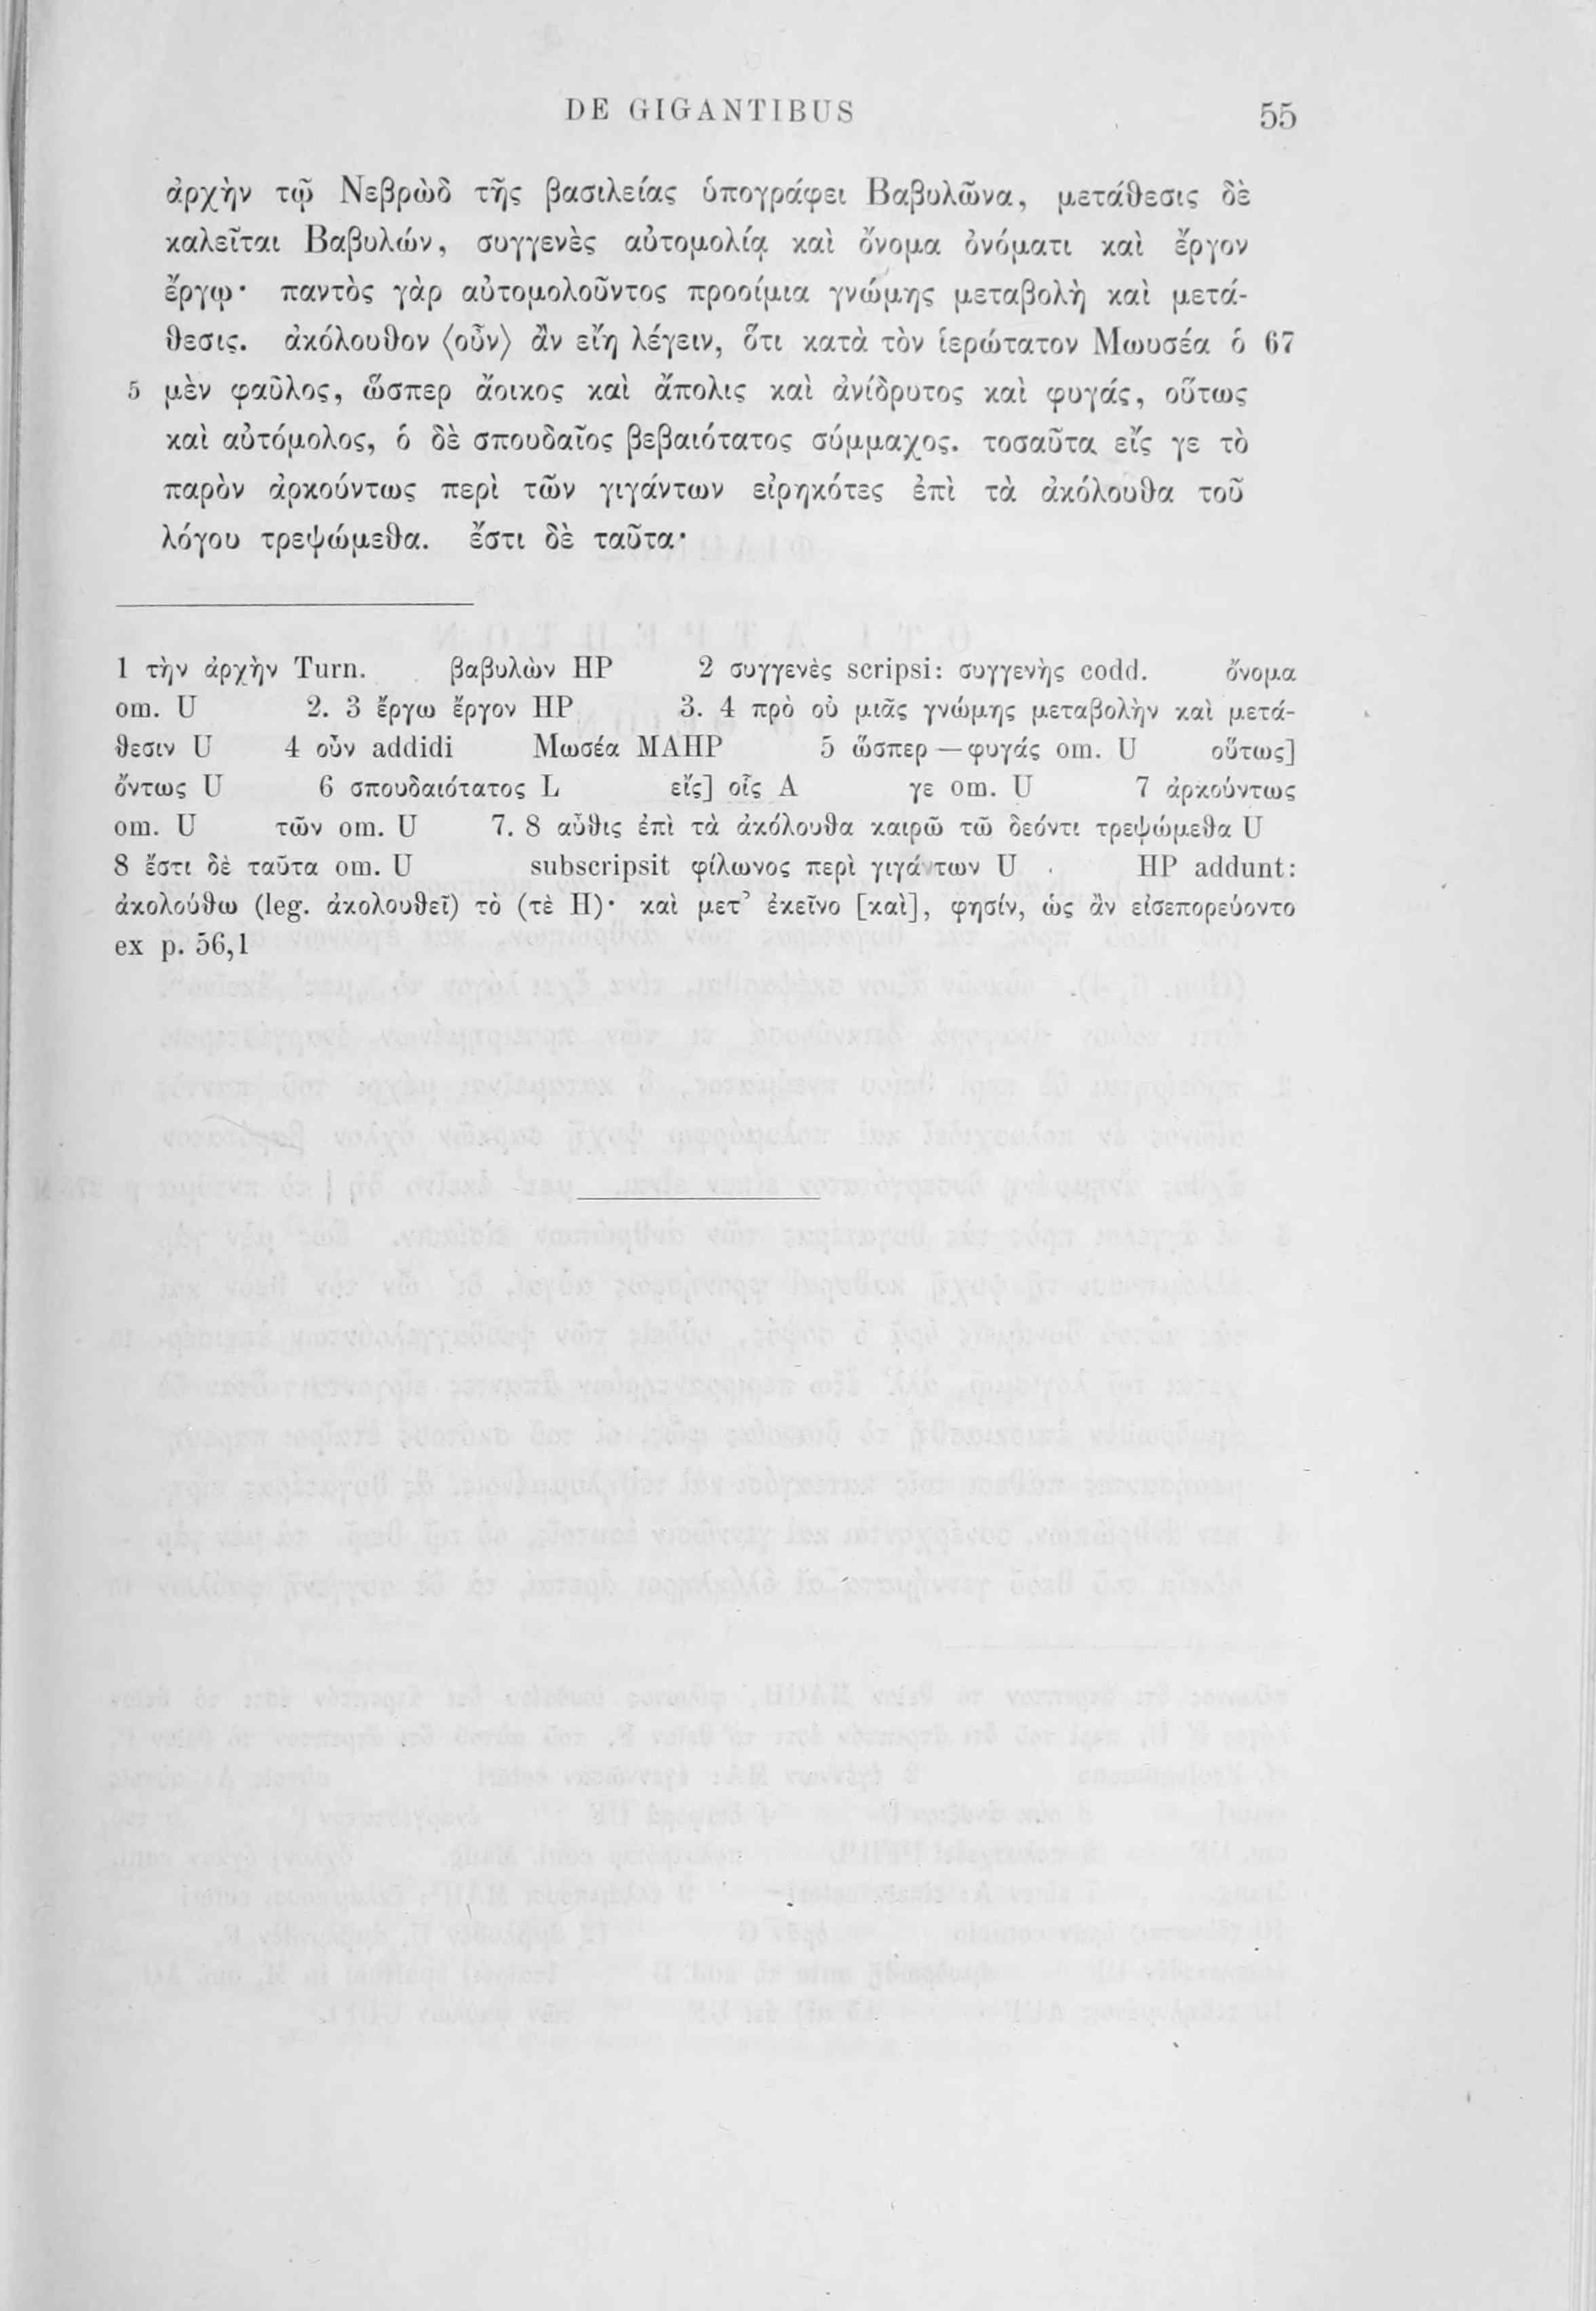 DE GIGANTIBUS 55
ἀρχὴν τῷ Νεβρὼδ τῆς βασιλείας ὑπογράφει Βαβυλῶνα, μετάθεσις δὲ
καλεῖται Βαβυλών, συγγενὲς αὐτομολίᾳ καὶ ὄνομα ὀνόματι καὶ ἔργον
ἔργῳ· παντὸς γὰρ αὐτομολοῦντος προοίμια γνώμης μεταβολὴ καὶ μετά-
θεσις. ἀκόλουθον ⟨οὖν⟩ ἂν εἴη λέγειν, ὅτι κατὰ τὸν ἱερώτατον Μωυσέα ὁ 67
5 μὲν φαῦλος, ὥσπερ ἄοικος καὶ ἄπολις καὶ ἀνίδρυτος καὶ φυγάς, οὕτως
καὶ αὐτόμολος, ὁ δὲ σπουδαῖος βεβαιότατος σύμμαχος. τοσαῦτα εἴς γε τὸ
παρὸν ἀρκούντως περὶ τῶν γιγάντων εἰρηκότες ἐπὶ τὰ ἀκόλουθα τοῦ
λόγου τρεψώμεθα. ἔστι δὲ ταῦτα·
1 τὴν ἀρχὴν Turn. βαβυλὼν HP 2 συγγενὲς scripsi: συγγενὴς codd. ὄνομα
om. U 2. 3 ἔργω ἔργον HP 3. 4 πρὸ οὐ μιᾶς γνώμης μεταβολὴν καὶ μετά-
θεσιν U 4 οὖν addidi Μωσέα MAHP 5 ὥσπερ — φυγάς om. U οὕτως]
ὄντως U 6 σπουδαιότατος L εἴς] οἷς A γε om. U 7 ἀρκούντως
om. U τῶν om. U 7. 8 αὖθις ἐπὶ τὰ ἀκόλουθα καιρῶ τῶ δεόντι τρεψώμεθα U
8 ἔστι δὲ ταῦτα om. U subscripsit φίλωνος περὶ γιγάντων U HP addunt:
ἀκολούθω (leg. ἀκολουθεῖ) τὸ (τὲ H)· καὶ μετ’ ἐκεῖνο [καὶ], φησίν, ὡς ἂν εἰσεπορεύοντο
ex p. 56,1